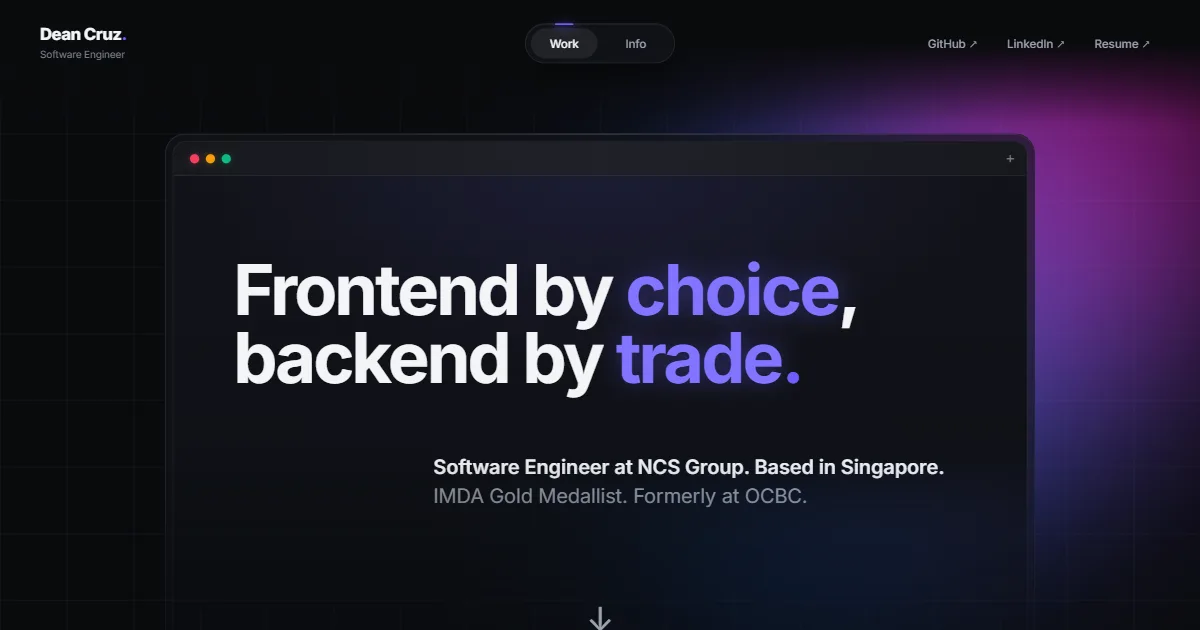 Dean Cruz.
Software Engineer
Work
Info
GitHub ↗
LinkedIn ↗
Resume ↗
+
Frontend by choice,
backend by trade.
Software Engineer at NCS Group. Based in Singapore.
IMDA Gold Medallist. Formerly at OCBC.